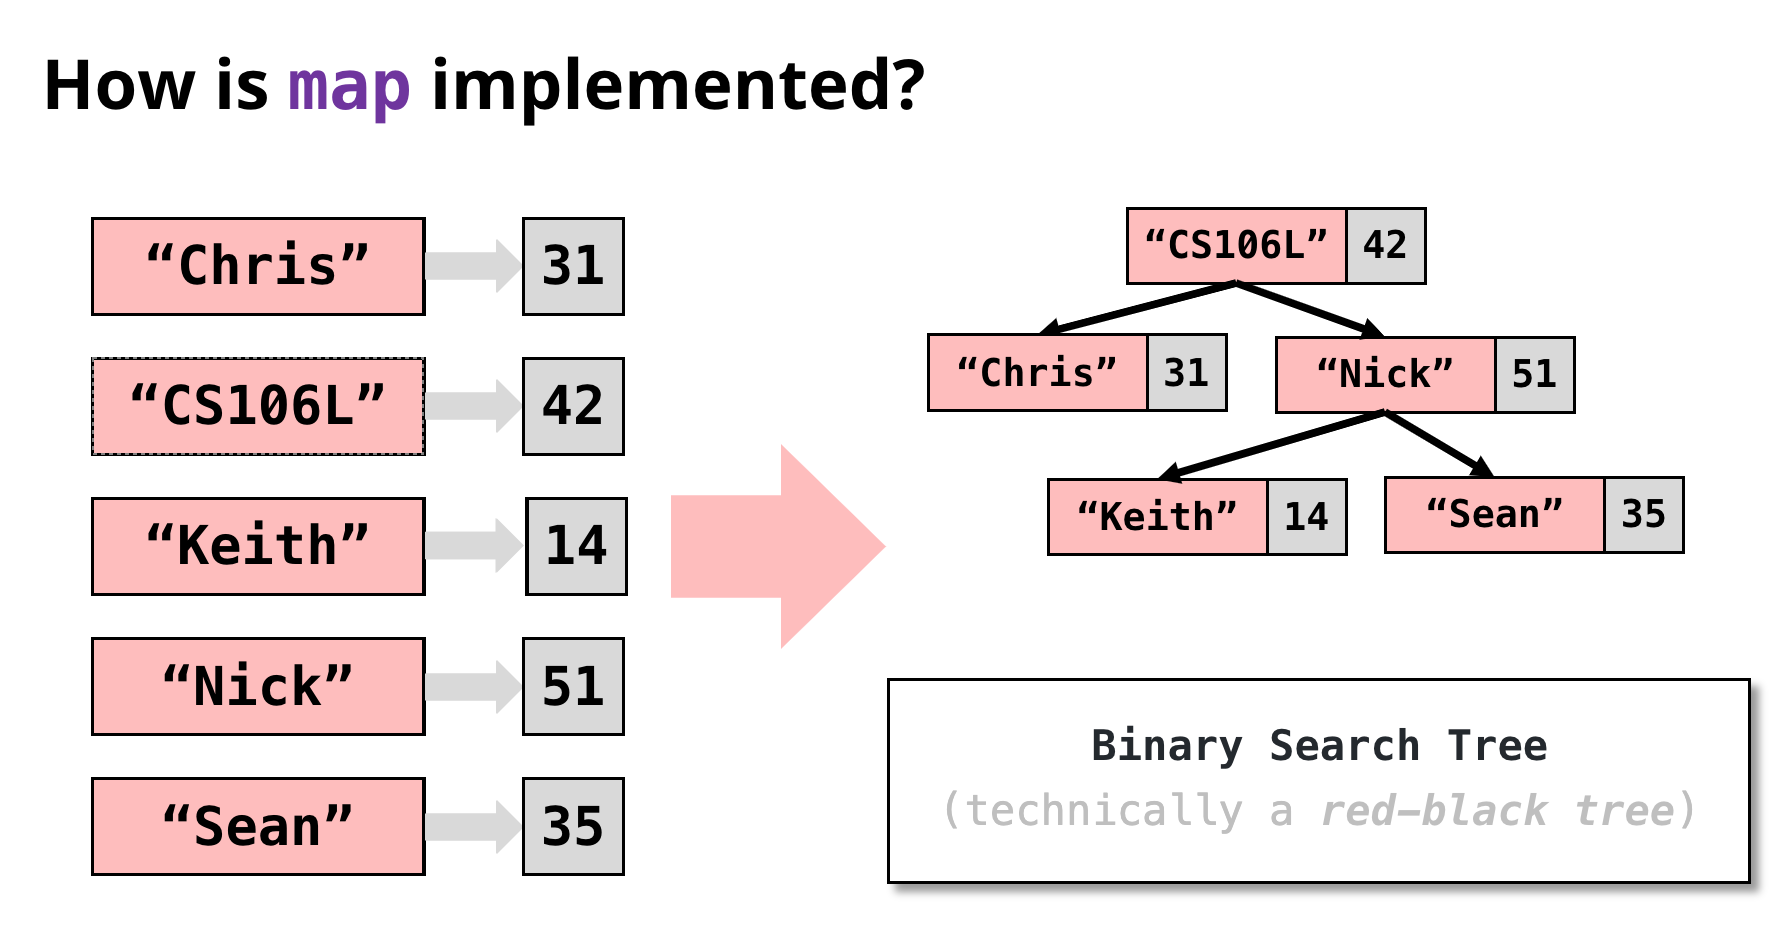 How is map implemented?
“Chris” 31
“CS106L” 42
“Keith” 14
“Nick” 51
“Sean” 35
“CS106L” 42
“Chris” 31
“Nick” 51
“Keith” 14
“Sean” 35
Binary Search Tree
(technically a red-black tree)